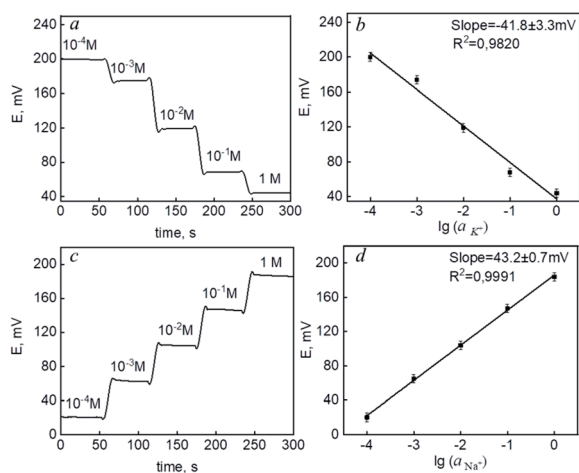 a
10⁻⁴M
10⁻³M
10⁻²M
10⁻¹M
1 M
E, mV
200
160
120
80
40
0 50 100 150 200 250 300
time, s
b
Slope=-41.8±3.3mV
R²=0,9820
E, mV
200
160
120
80
40
-4 -3 -2 -1 0
lg (a K⁺)
c
1 M
10⁻¹M
10⁻²M
10⁻³M
10⁻⁴M
E, mV
200
160
120
80
40
0
0 50 100 150 200 250 300
time, s
d
Slope=43.2±0.7mV
R²=0,9991
E, mV
200
160
120
80
40
0
-4 -3 -2 -1 0
lg (a Na⁺)